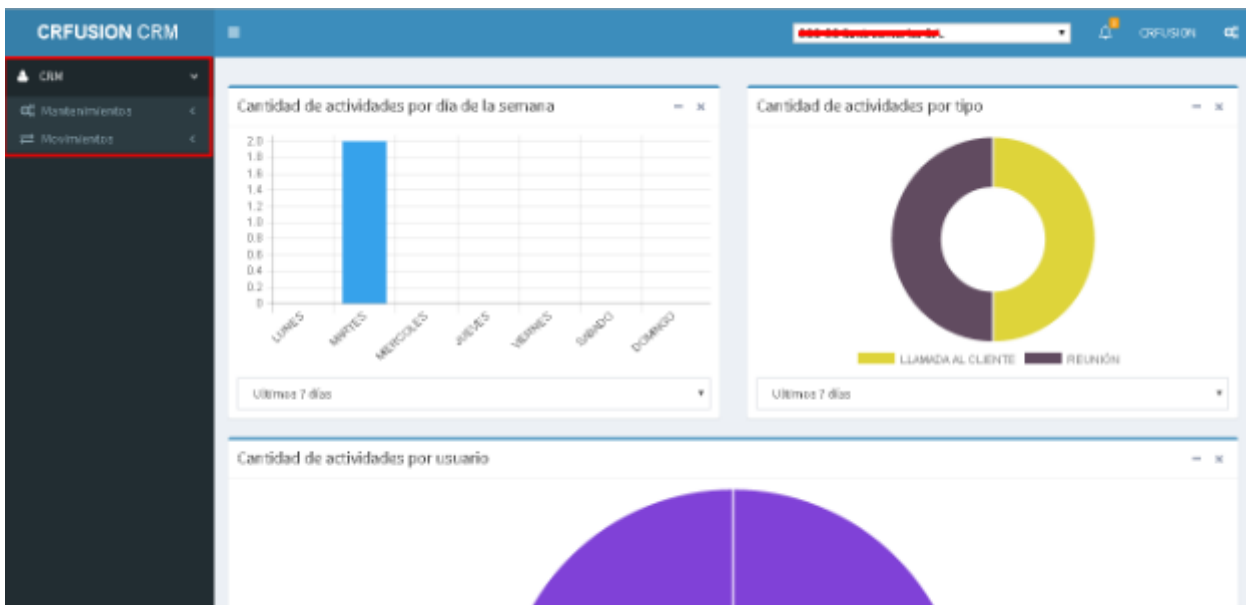 CRFUSION CRM
CRFUSION
CRM
Mantenimientos
Movimientos
Cantidad de actividades por día de la semana
2.0
1.8
1.6
1.4
1.2
1.0
0.8
0.6
0.4
0.2
0
LUNES
MARTES
MIERCOLES
JUEVES
VIERNES
SABADO
DOMINGO
Ultimos 7 días
Cantidad de actividades por tipo
LLAMADA AL CLIENTE
REUNIÓN
Ultimos 7 días
Cantidad de actividades por usuario